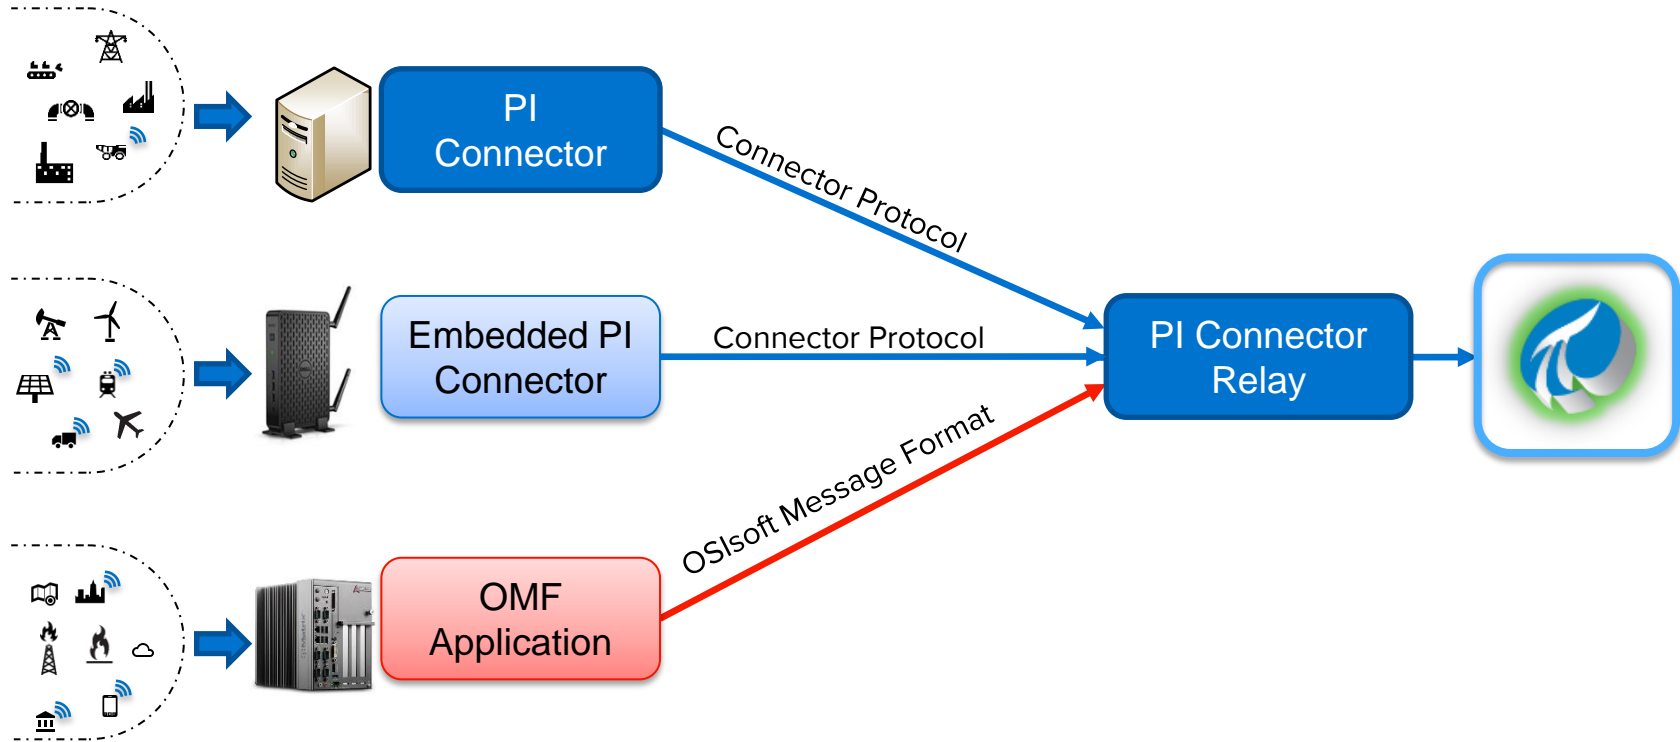 PI
Connector
Connector Protocol
Embedded PI
Connector
Connector Protocol
PI Connector
Relay
OSIsoft Message Format
OMF
Application